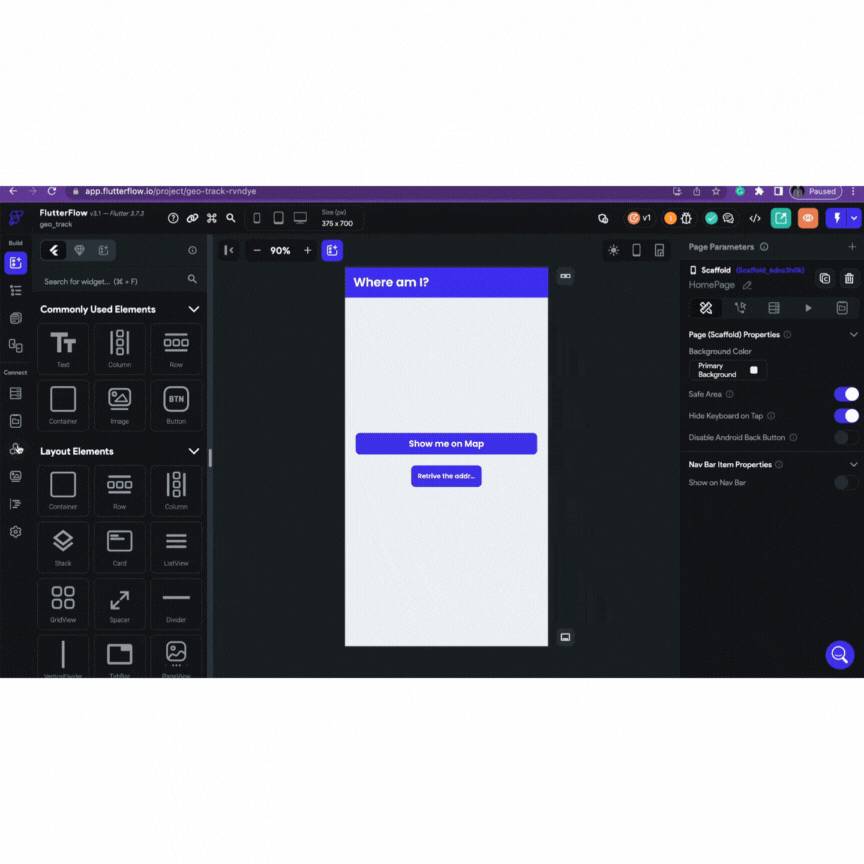 app.flutterflow.io/project/geo-track-rvndye
Paused
FlutterFlow v3.1 — Flutter 3.7.3
geo_track
Size (px)
375 x 700
v1
Build
90%
Page Parameters
Search for widget... (⌘ + F)
Where am I?
Scaffold
HomePage
Commonly Used Elements
Text
Column
Row
Page (Scaffold) Properties
Background Color
Primary
Background
Connect
Safe Area
Container
Image
BTN
Button
Hide Keyboard on Tap
Disable Android Back Button
Show me on Map
Layout Elements
Nav Bar Item Properties
Retrive the addr...
Show on Nav Bar
Container
Row
Column
Stack
Card
ListView
GridView
Spacer
Divider
VerticalDivider
TabBar
PageView